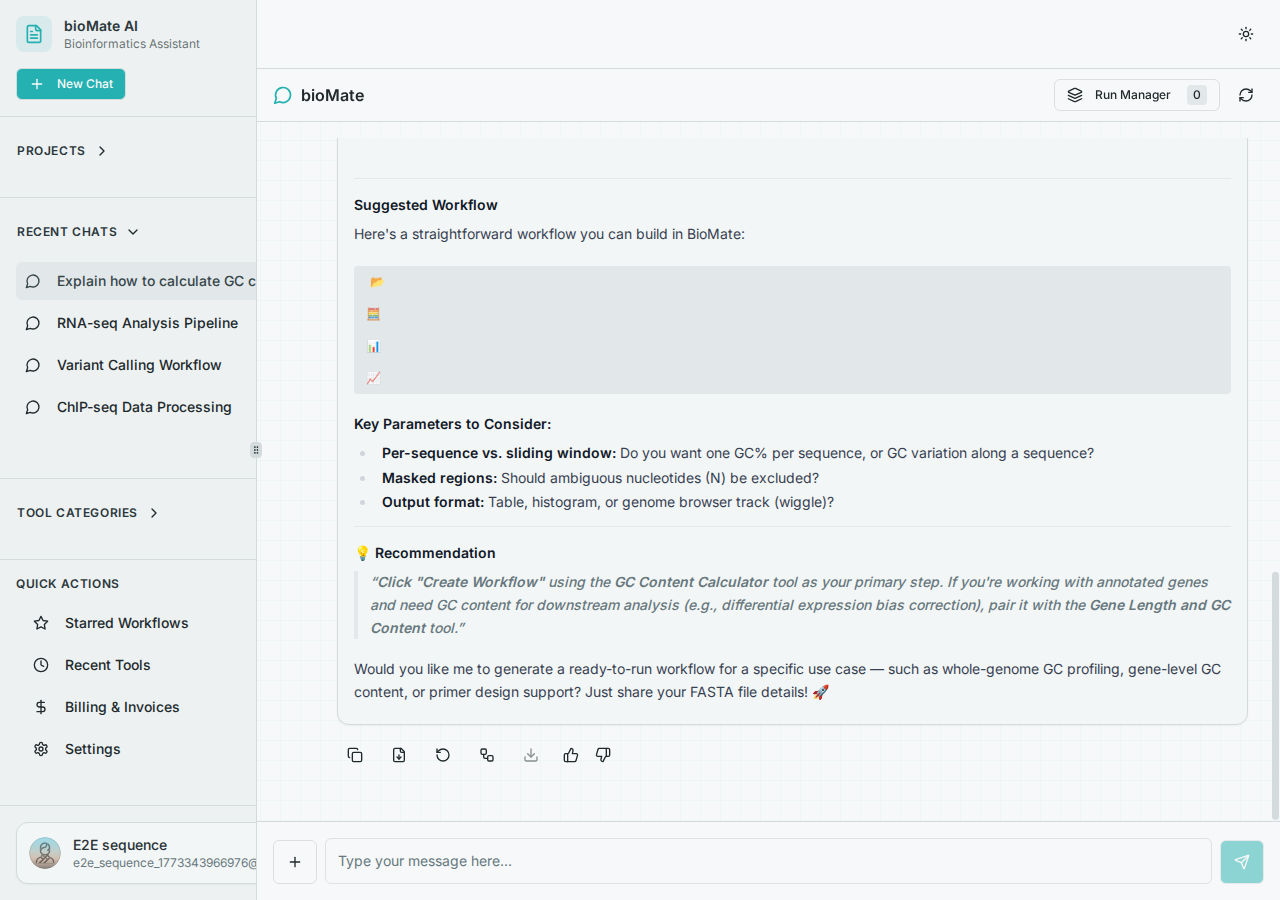 bioMate AI
Bioinformatics Assistant
New Chat
PROJECTS
RECENT CHATS
Explain how to calculate GC c
RNA-seq Analysis Pipeline
Variant Calling Workflow
ChIP-seq Data Processing
TOOL CATEGORIES
QUICK ACTIONS
Starred Workflows
Recent Tools
Billing & Invoices
Settings
E2E sequence
e2e_sequence_1773343966976@
bioMate
Run Manager 0
Suggested Workflow
Here's a straightforward workflow you can build in BioMate:
📂
🧮
📊
📈
Key Parameters to Consider:
• Per-sequence vs. sliding window: Do you want one GC% per sequence, or GC variation along a sequence?
• Masked regions: Should ambiguous nucleotides (N) be excluded?
• Output format: Table, histogram, or genome browser track (wiggle)?
💡 Recommendation
“Click "Create Workflow" using the GC Content Calculator tool as your primary step. If you're working with annotated genes
and need GC content for downstream analysis (e.g., differential expression bias correction), pair it with the Gene Length and GC
Content tool.”
Would you like me to generate a ready-to-run workflow for a specific use case — such as whole-genome GC profiling, gene-level GC
content, or primer design support? Just share your FASTA file details! 🚀
Type your message here...